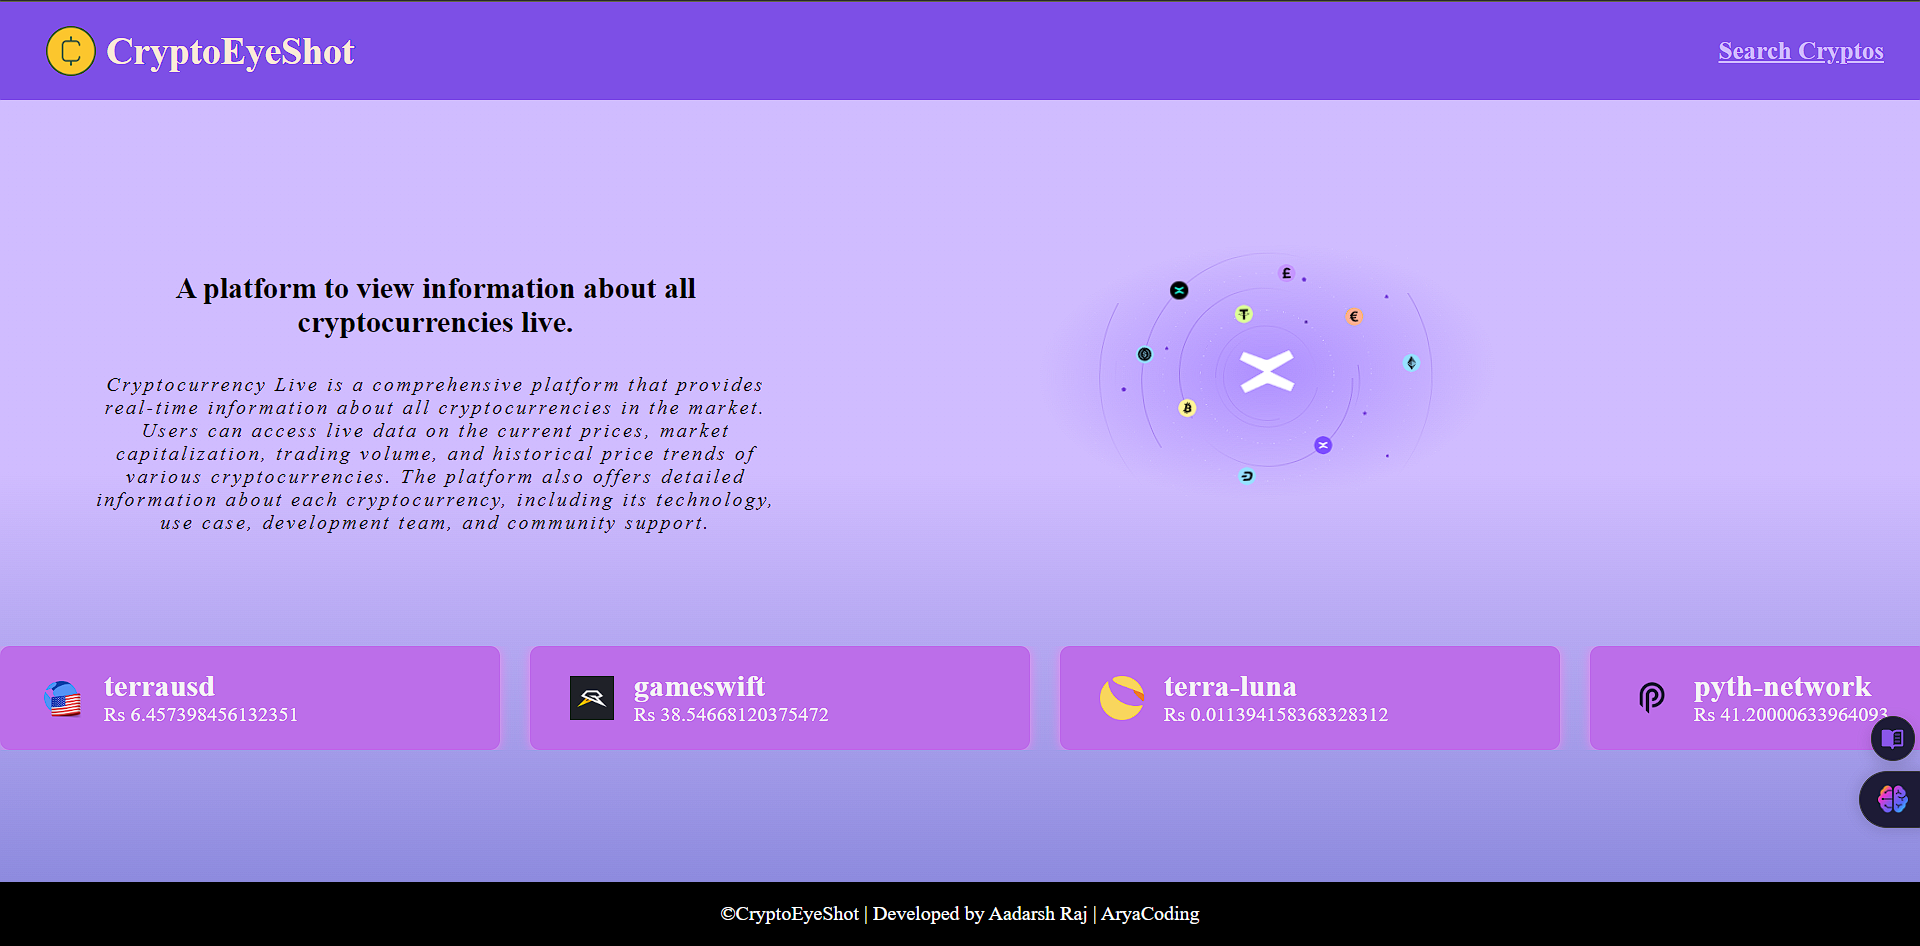 CryptoEyeShot
Search Cryptos
A platform to view information about all
cryptocurrencies live.
Cryptocurrency Live is a comprehensive platform that provides
real-time information about all cryptocurrencies in the market.
Users can access live data on the current prices, market
capitalization, trading volume, and historical price trends of
various cryptocurrencies. The platform also offers detailed
information about each cryptocurrency, including its technology,
use case, development team, and community support.
terrausd
Rs 6.457398456132351
gameswift
Rs 38.54668120375472
terra-luna
Rs 0.011394158368328312
pyth-network
Rs 41.20000633964093
©CryptoEyeShot | Developed by Aadarsh Raj | AryaCoding